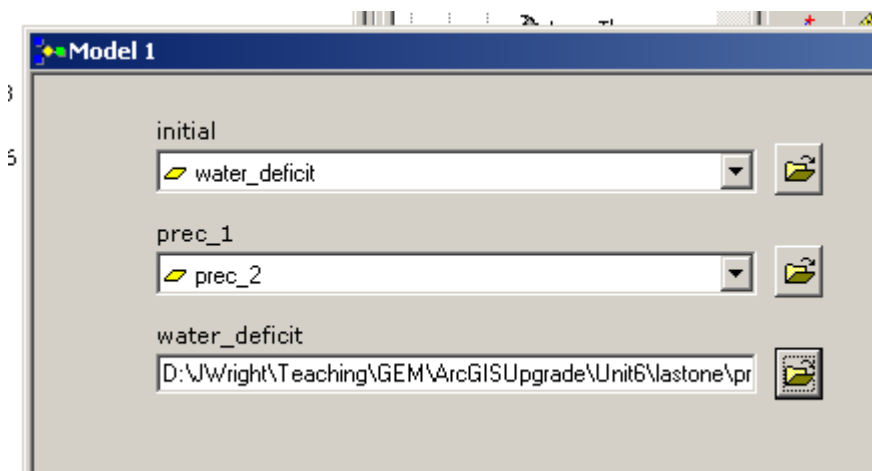 Model 1
initial
water_deficit
prec_1
prec_2
water_deficit
D:\JWright\Teaching\GEM\ArcGISUpgrade\Unit6\lastone\pr